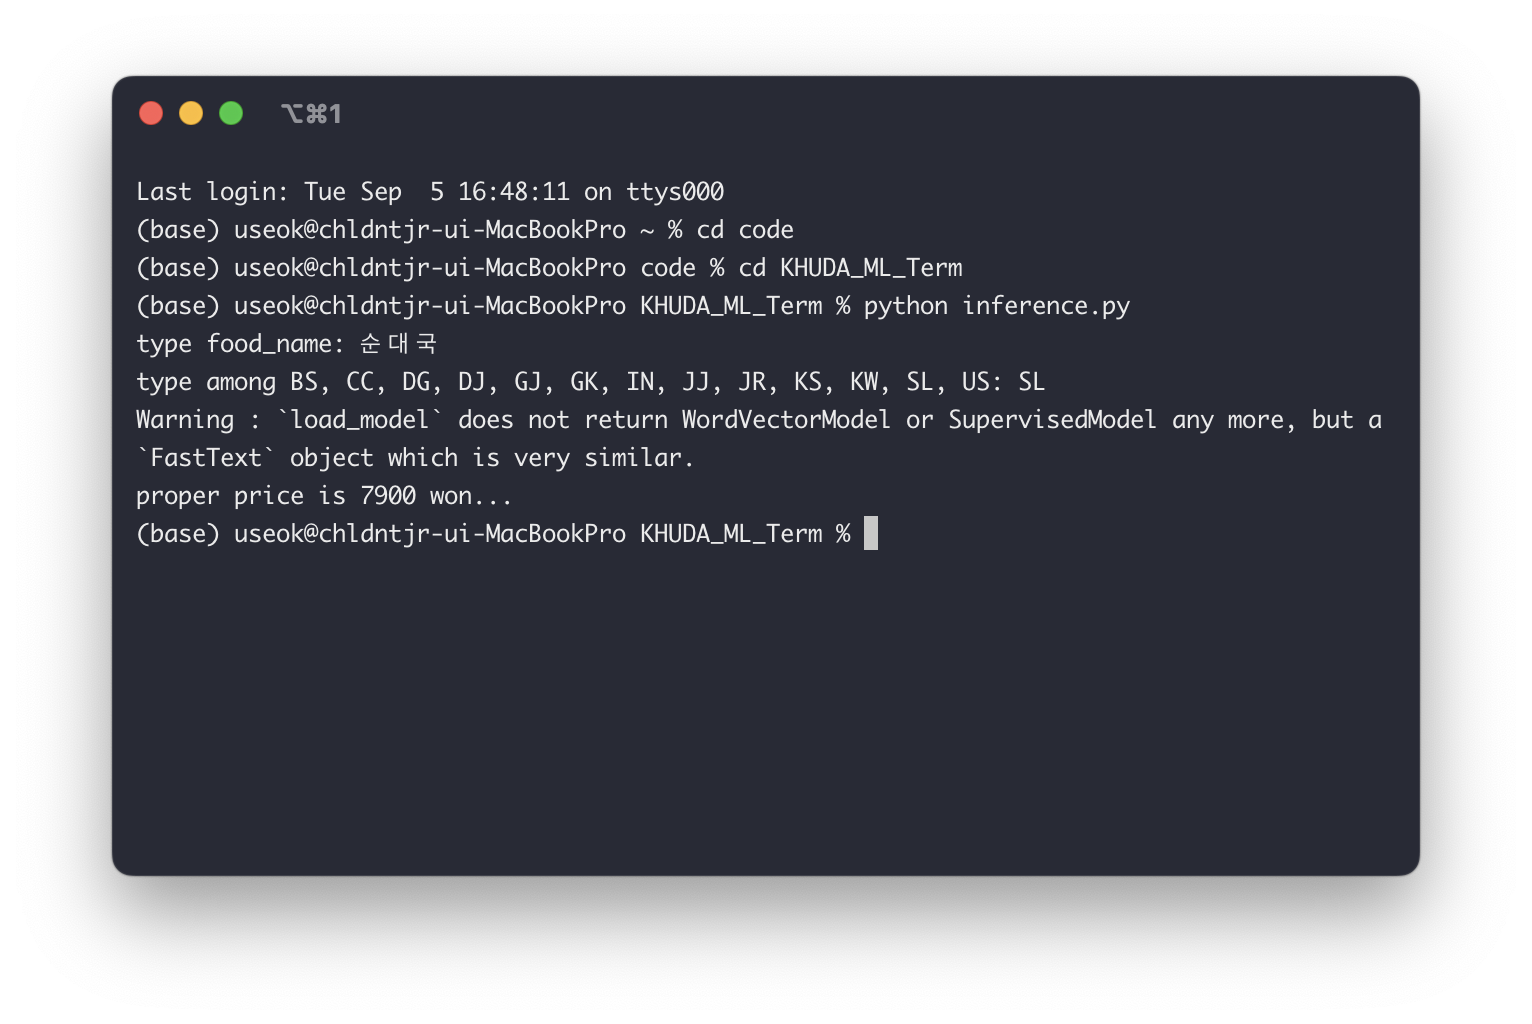 ⌥⌘1
Last login: Tue Sep  5 16:48:11 on ttys000
(base) useok@chldntjr-ui-MacBookPro ~ % cd code
(base) useok@chldntjr-ui-MacBookPro code % cd KHUDA_ML_Term
(base) useok@chldntjr-ui-MacBookPro KHUDA_ML_Term % python inference.py
type food_name: 순대국
type among BS, CC, DG, DJ, GJ, GK, IN, JJ, JR, KS, KW, SL, US: SL
Warning : `load_model` does not return WordVectorModel or SupervisedModel any more, but a
`FastText` object which is very similar.
proper price is 7900 won...
(base) useok@chldntjr-ui-MacBookPro KHUDA_ML_Term %